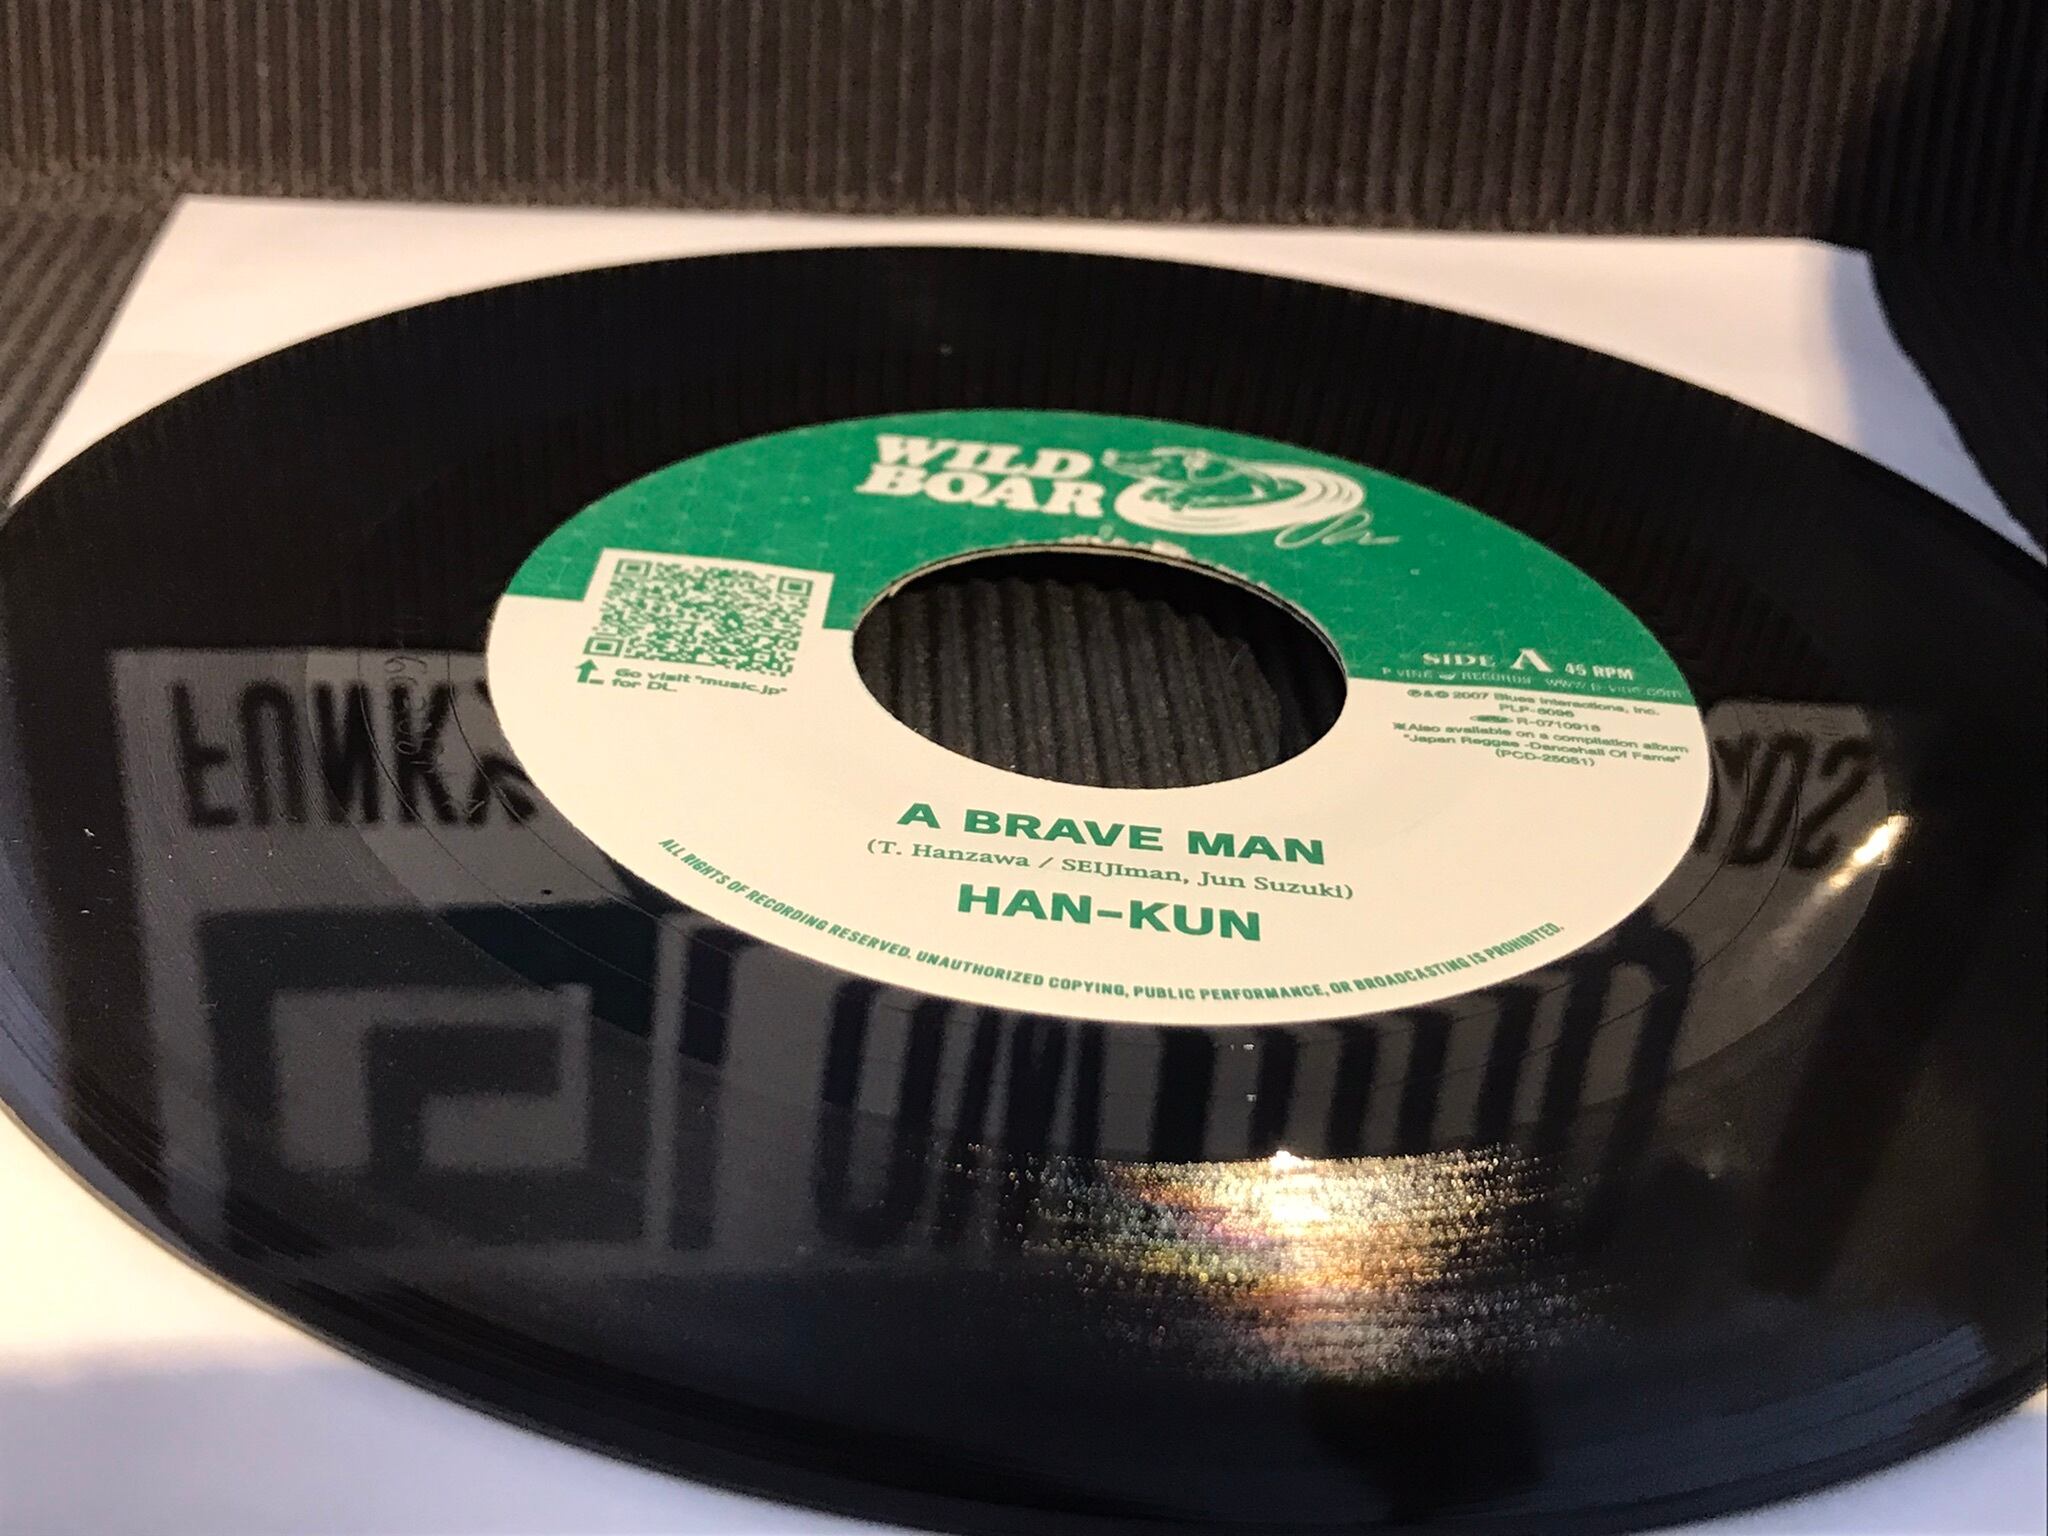 WILD
BOAR
Go visit "music.jp"
for DL.
SIDE A 45 RPM
P-VINE RECORDS www.p-vine.com
℗&© 2007 Blues Interactions, Inc.
PLP-6096
R-0710918
※Also available on a compilation album
"Japan Reggae -Dancehall Of Fame"
(PCD-25051)
A BRAVE MAN
(T. Hanzawa / SEIJIman, Jun Suzuki)
HAN-KUN
ALL RIGHTS OF RECORDING RESERVED. UNAUTHORIZED COPYING, PUBLIC PERFORMANCE, OR BROADCASTING IS PROHIBITED.